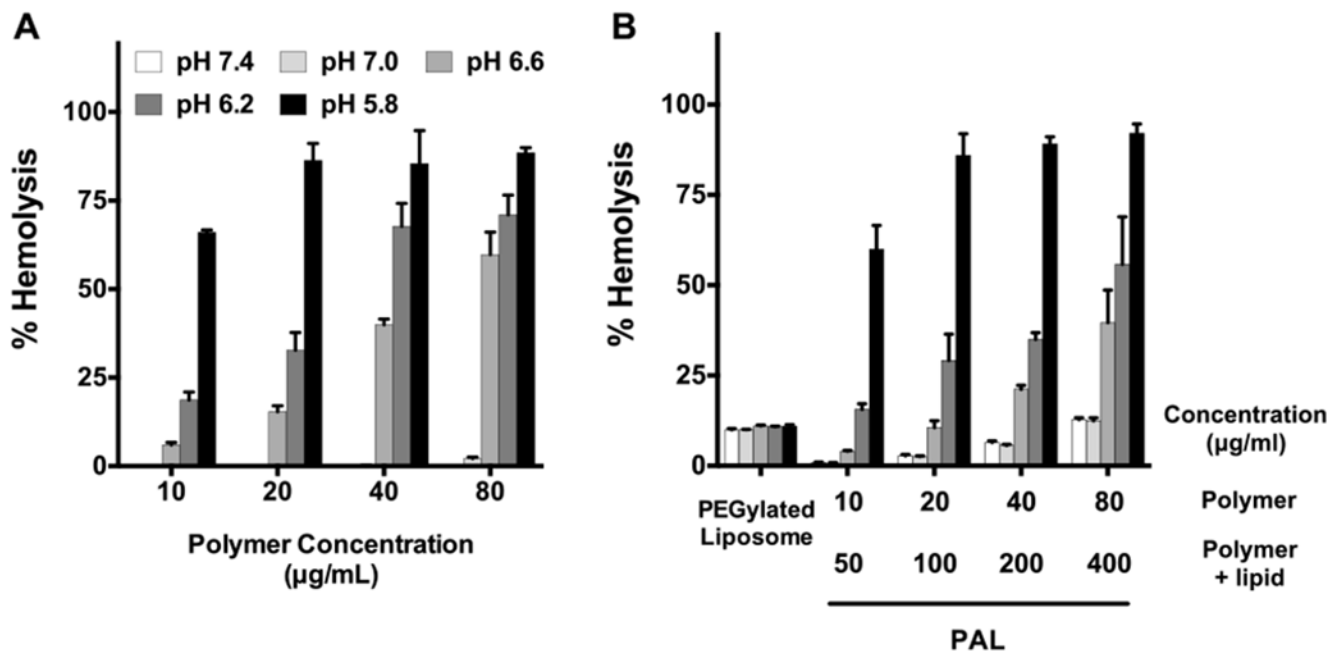 A
pH 7.4 pH 7.0 pH 6.6
pH 6.2 pH 5.8
% Hemolysis
100
75
50
25
0
10 20 40 80
Polymer Concentration
(µg/mL)
B
% Hemolysis
100
75
50
25
0
Concentration
(µg/ml)
PEGylated
Liposome
10 20 40 80 Polymer
50 100 200 400 Polymer
+ lipid
PAL